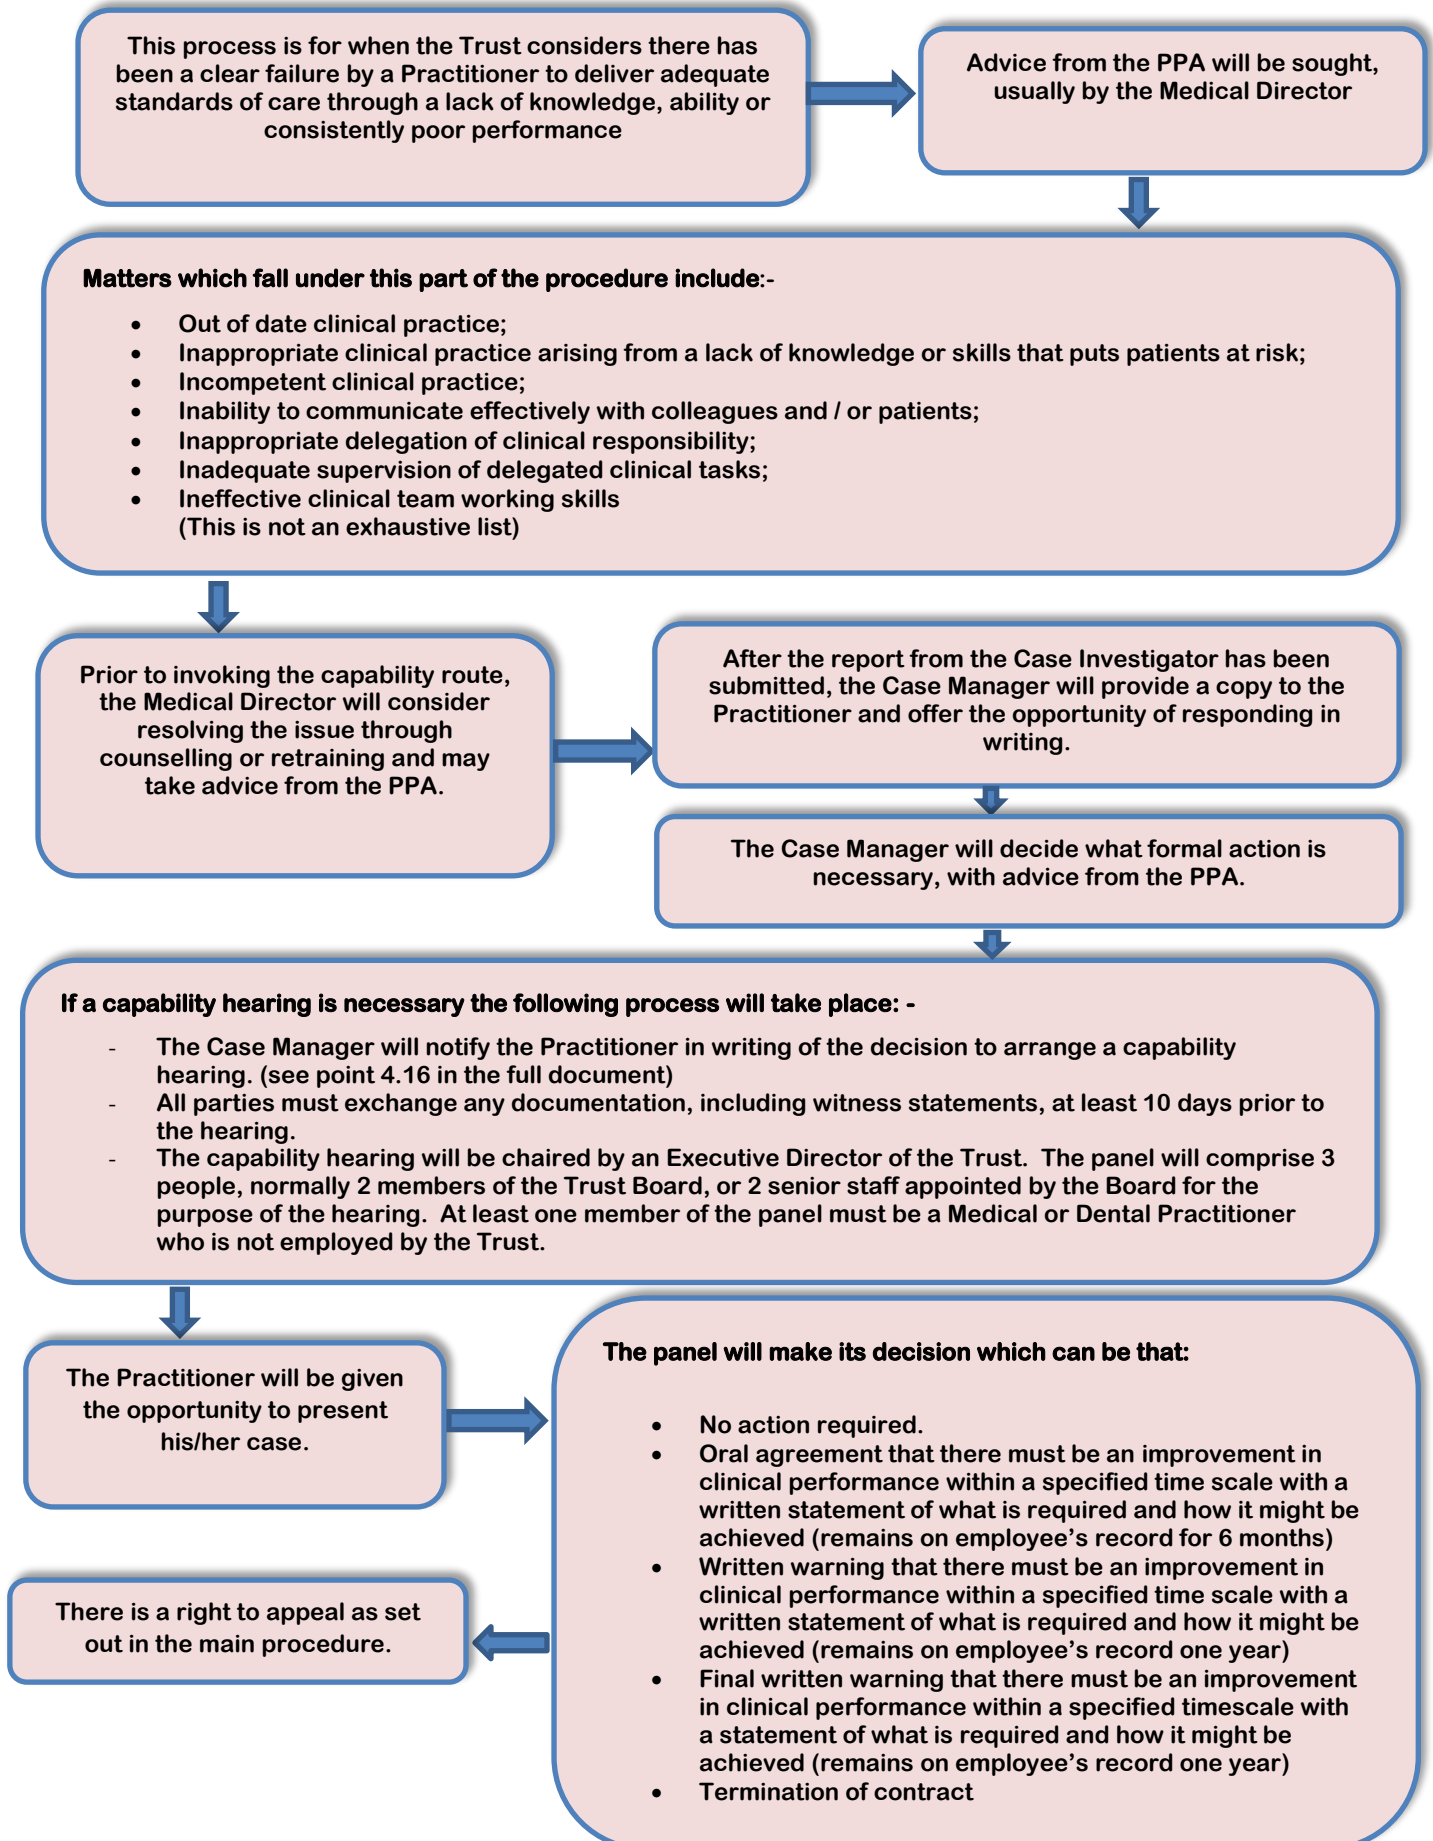 This process is for when the Trust considers there has
been a clear failure by a Practitioner to deliver adequate
standards of care through a lack of knowledge, ability or
consistently poor performance
Advice from the PPA will be sought,
usually by the Medical Director
Matters which fall under this part of the procedure include:-
• Out of date clinical practice;
• Inappropriate clinical practice arising from a lack of knowledge or skills that puts patients at risk;
• Incompetent clinical practice;
• Inability to communicate effectively with colleagues and / or patients;
• Inappropriate delegation of clinical responsibility;
• Inadequate supervision of delegated clinical tasks;
• Ineffective clinical team working skills
(This is not an exhaustive list)
Prior to invoking the capability route,
the Medical Director will consider
resolving the issue through
counselling or retraining and may
take advice from the PPA.
After the report from the Case Investigator has been
submitted, the Case Manager will provide a copy to the
Practitioner and offer the opportunity of responding in
writing.
The Case Manager will decide what formal action is
necessary, with advice from the PPA.
If a capability hearing is necessary the following process will take place: -
- The Case Manager will notify the Practitioner in writing of the decision to arrange a capability
hearing. (see point 4.16 in the full document)
- All parties must exchange any documentation, including witness statements, at least 10 days prior to
the hearing.
- The capability hearing will be chaired by an Executive Director of the Trust. The panel will comprise 3
people, normally 2 members of the Trust Board, or 2 senior staff appointed by the Board for the
purpose of the hearing. At least one member of the panel must be a Medical or Dental Practitioner
who is not employed by the Trust.
The Practitioner will be given
the opportunity to present
his/her case.
The panel will make its decision which can be that:
• No action required.
• Oral agreement that there must be an improvement in
clinical performance within a specified time scale with a
written statement of what is required and how it might be
achieved (remains on employee’s record for 6 months)
• Written warning that there must be an improvement in
clinical performance within a specified time scale with a
written statement of what is required and how it might be
achieved (remains on employee’s record one year)
• Final written warning that there must be an improvement
in clinical performance within a specified timescale with
a statement of what is required and how it might be
achieved (remains on employee’s record one year)
• Termination of contract
There is a right to appeal as set
out in the main procedure.